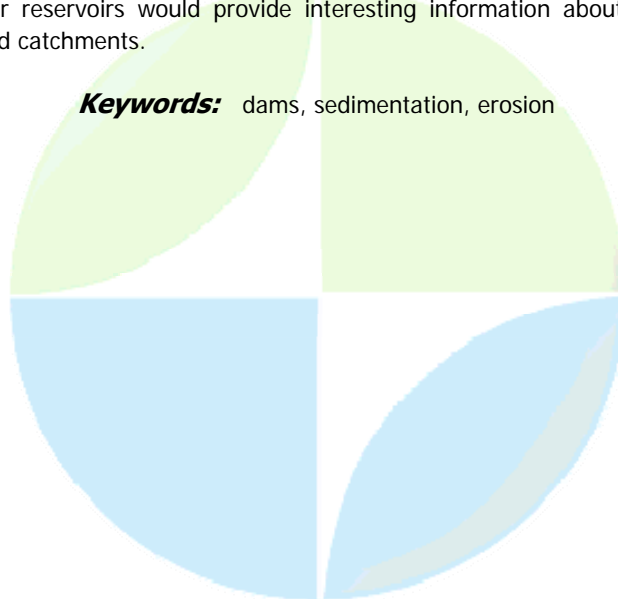 r reservoirs would provide interesting information about
d catchments.
Keywords: dams, sedimentation, erosion